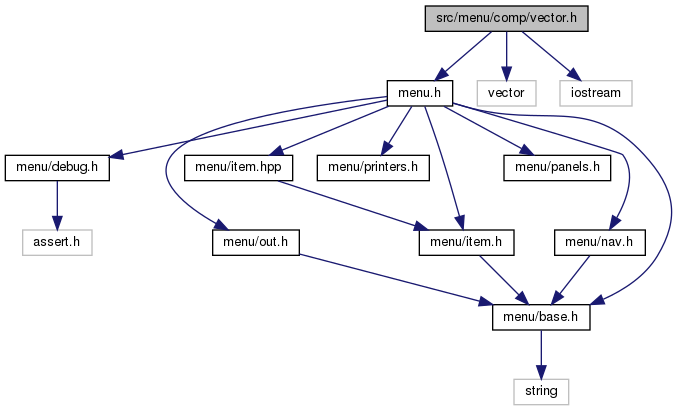 src/menu/comp/vector.h
menu.h
vector
iostream
menu/debug.h
menu/item.hpp
menu/printers.h
menu/panels.h
assert.h
menu/out.h
menu/item.h
menu/nav.h
menu/base.h
string